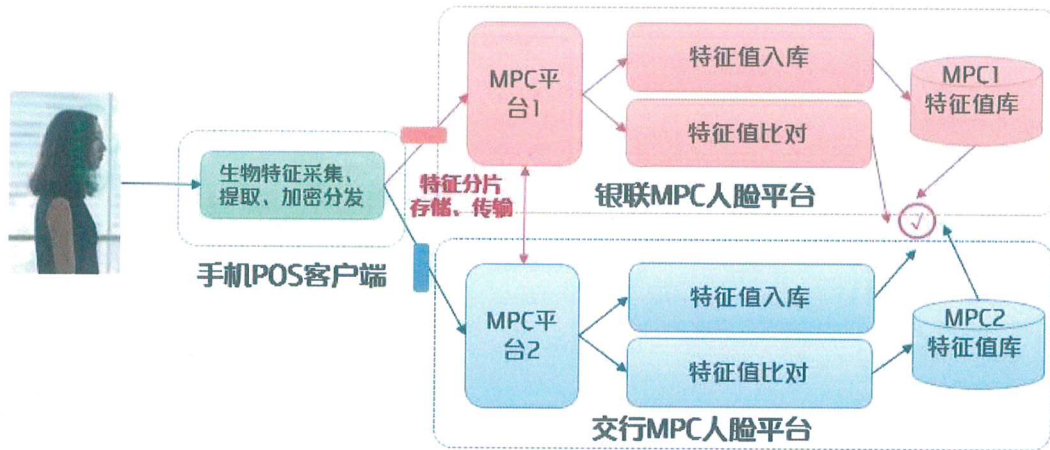 MPC平
台1
特征值入库
特征值比对
MPC1
特征值库
银联MPC人脸平台
生物特征采集、
提取、加密分发
手机POS客户端
特征分片
存储、传输
√
MPC平
台2
特征值入库
特征值比对
MPC2
特征值库
交行MPC人脸平台